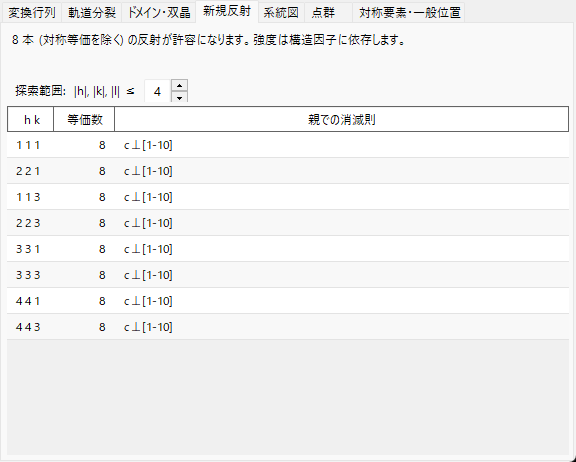 変換行列 軌道分裂 ドメイン・双晶 新規反射 系統図 点群 対称要素・一般位置
8 本 (対称等価を除く) の反射が許容になります。強度は構造因子に依存します。
探索範囲: |h|, |k|, |l| ≤ 4
h k 等価数 親での消滅則
1 1 1 8 c⊥[1-10]
2 2 1 8 c⊥[1-10]
1 1 3 8 c⊥[1-10]
2 2 3 8 c⊥[1-10]
3 3 1 8 c⊥[1-10]
3 3 3 8 c⊥[1-10]
4 4 1 8 c⊥[1-10]
4 4 3 8 c⊥[1-10]